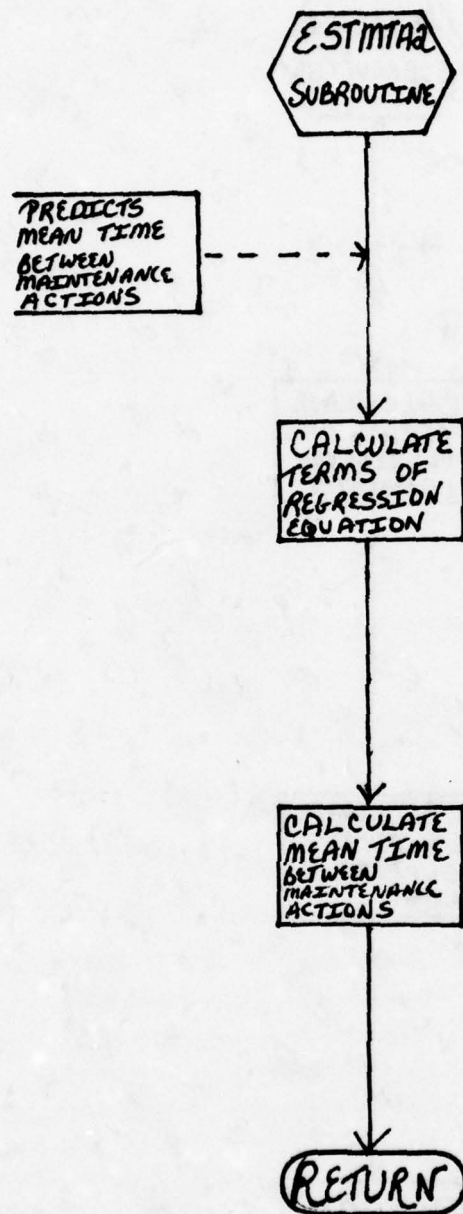 ESTMTA2
SUBROUTINE
PREDICTS
MEAN TIME
BETWEEN
MAINTENANCE
ACTIONS
CALCULATE
TERMS OF
REGRESSION
EQUATION
CALCULATE
MEAN TIME
BETWEEN
MAINTENANCE
ACTIONS
RETURN